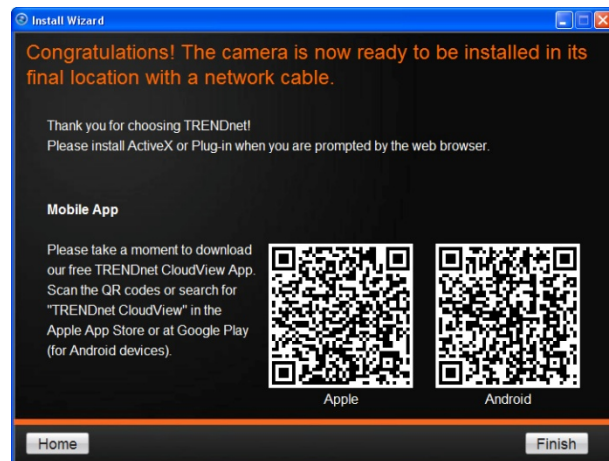 Install Wizard
Congratulations! The camera is now ready to be installed in its
final location with a network cable.
Thank you for choosing TRENDnet!
Please install ActiveX or Plug-in when you are prompted by the web browser.
Mobile App
Please take a moment to download
our free TRENDnet CloudView App.
Scan the QR codes or search for
"TRENDnet CloudView" in the
Apple App Store or at Google Play
(for Android devices).
Apple
Android
Home
Finish